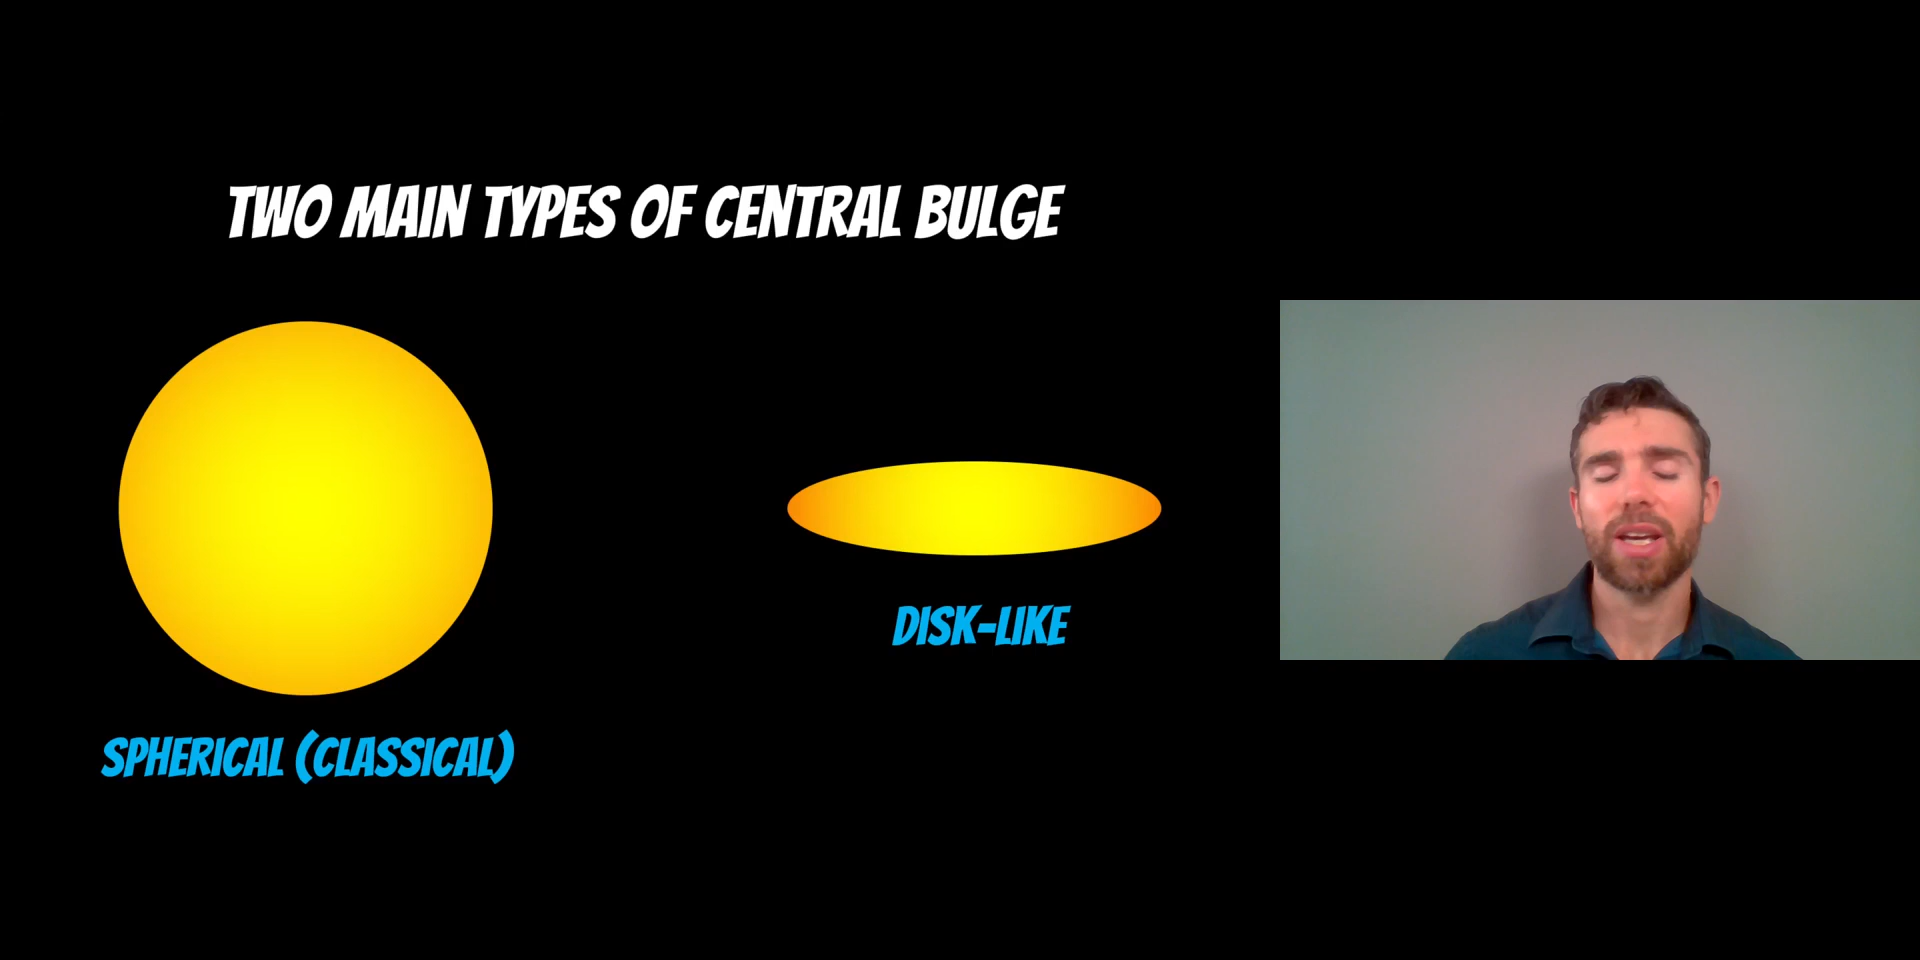 TWO MAIN TYPES OF CENTRAL BULGE
DISK-LIKE
SPHERICAL (CLASSICAL)